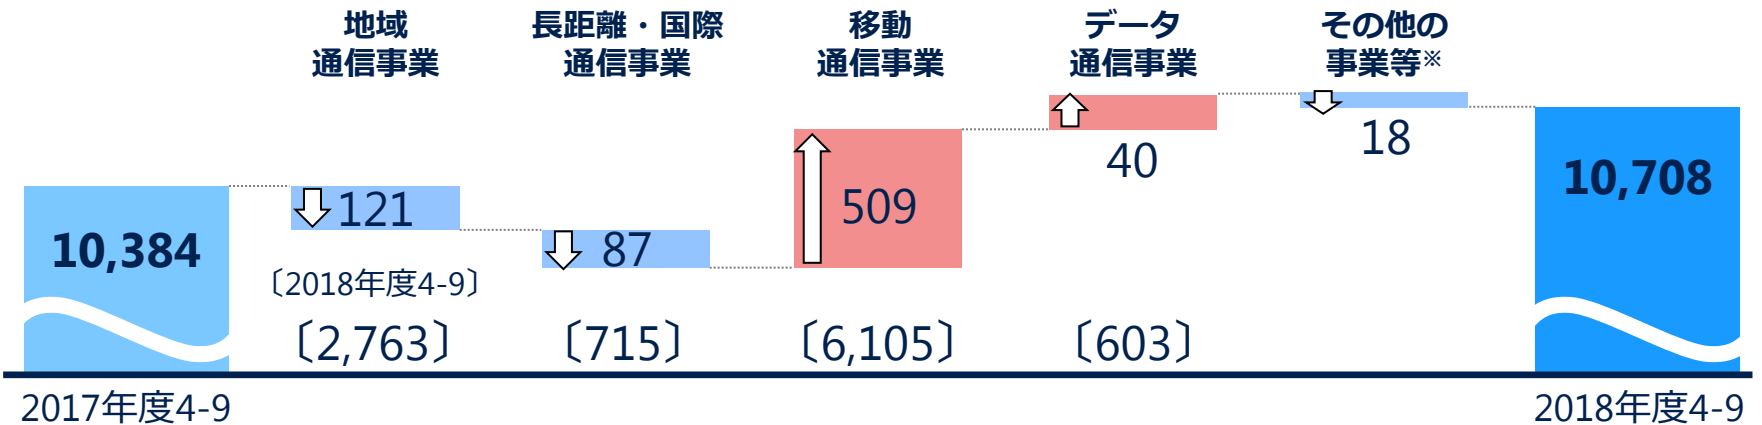 地域
通信事業
長距離・国際
通信事業
移動
通信事業
データ
通信事業
その他の
事業等※
10,384
121
87
509
40
18
10,708
〔2018年度4-9〕
〔2,763〕
〔715〕
〔6,105〕
〔603〕
2017年度4-9
2018年度4-9